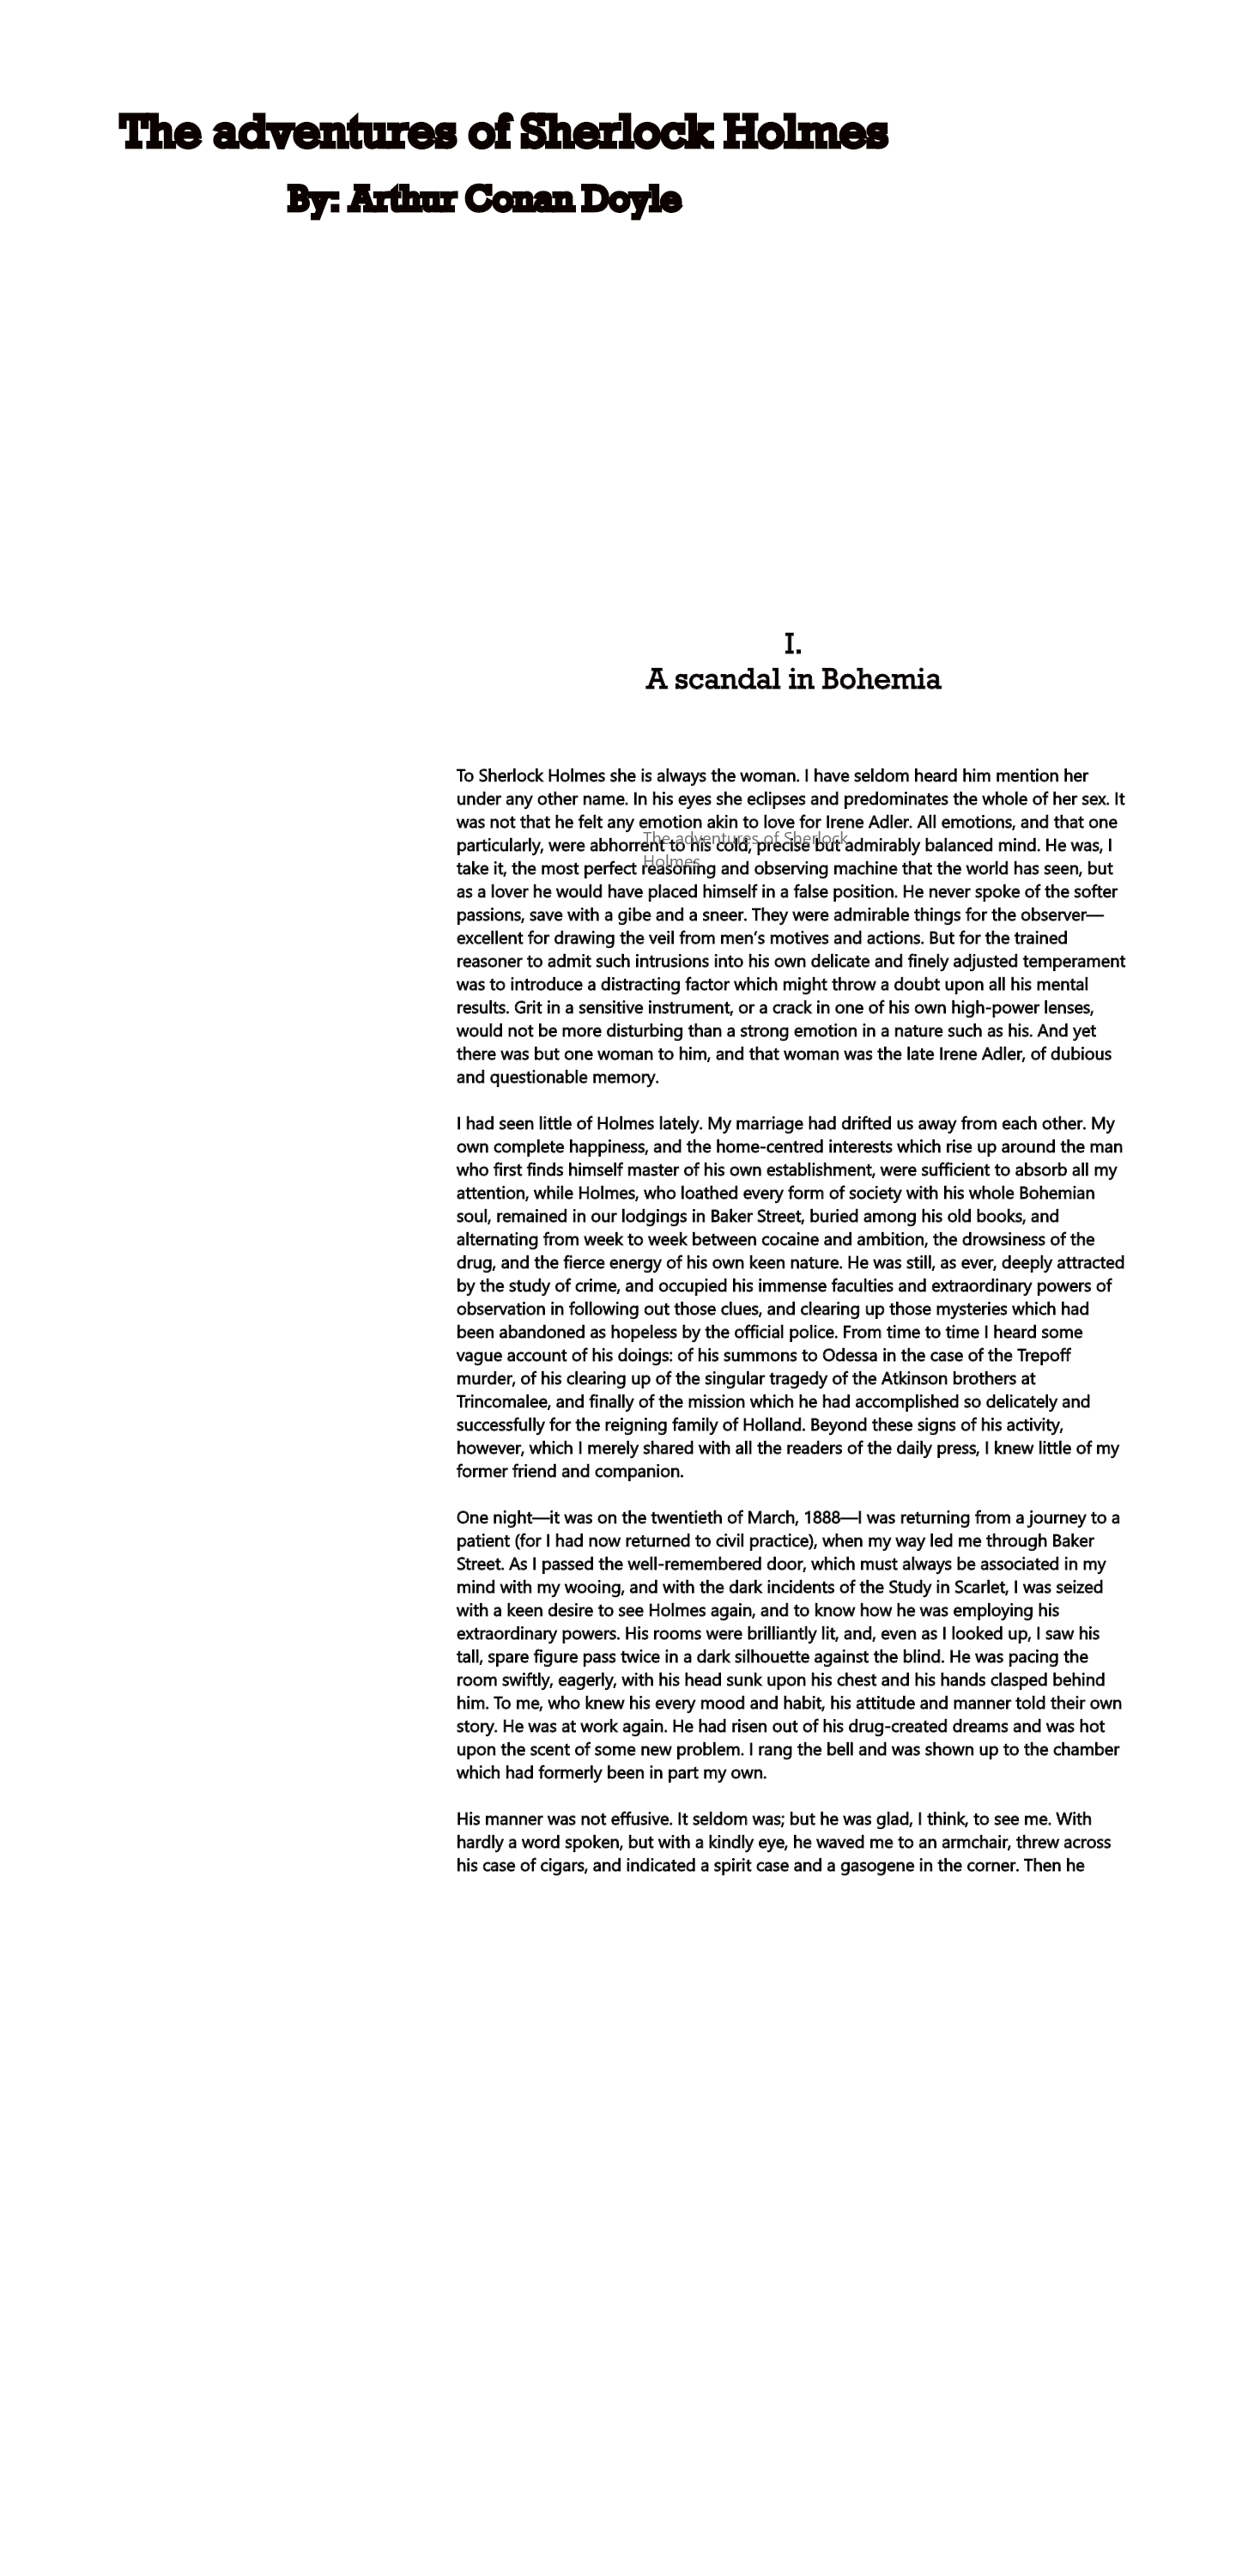 The adventures of Sherlock Holmes
By: Arthur Conan Doyle
I.
A scandal in Bohemia
To Sherlock Holmes she is always the woman. I have seldom heard him mention her
under any other name. In his eyes she eclipses and predominates the whole of her sex. It
was not that he felt any emotion akin to love for Irene Adler. All emotions, and that one
The adventures of Sherlock
particularly, were abhorrent to his cold, precise but admirably balanced mind. He was, I
Holmes
take it, the most perfect reasoning and observing machine that the world has seen, but
as a lover he would have placed himself in a false position. He never spoke of the softer
passions, save with a gibe and a sneer. They were admirable things for the observer—
excellent for drawing the veil from men’s motives and actions. But for the trained
reasoner to admit such intrusions into his own delicate and finely adjusted temperament
was to introduce a distracting factor which might throw a doubt upon all his mental
results. Grit in a sensitive instrument, or a crack in one of his own high-power lenses,
would not be more disturbing than a strong emotion in a nature such as his. And yet
there was but one woman to him, and that woman was the late Irene Adler, of dubious
and questionable memory.
I had seen little of Holmes lately. My marriage had drifted us away from each other. My
own complete happiness, and the home-centred interests which rise up around the man
who first finds himself master of his own establishment, were sufficient to absorb all my
attention, while Holmes, who loathed every form of society with his whole Bohemian
soul, remained in our lodgings in Baker Street, buried among his old books, and
alternating from week to week between cocaine and ambition, the drowsiness of the
drug, and the fierce energy of his own keen nature. He was still, as ever, deeply attracted
by the study of crime, and occupied his immense faculties and extraordinary powers of
observation in following out those clues, and clearing up those mysteries which had
been abandoned as hopeless by the official police. From time to time I heard some
vague account of his doings: of his summons to Odessa in the case of the Trepoff
murder, of his clearing up of the singular tragedy of the Atkinson brothers at
Trincomalee, and finally of the mission which he had accomplished so delicately and
successfully for the reigning family of Holland. Beyond these signs of his activity,
however, which I merely shared with all the readers of the daily press, I knew little of my
former friend and companion.
One night—it was on the twentieth of March, 1888—I was returning from a journey to a
patient (for I had now returned to civil practice), when my way led me through Baker
Street. As I passed the well-remembered door, which must always be associated in my
mind with my wooing, and with the dark incidents of the Study in Scarlet, I was seized
with a keen desire to see Holmes again, and to know how he was employing his
extraordinary powers. His rooms were brilliantly lit, and, even as I looked up, I saw his
tall, spare figure pass twice in a dark silhouette against the blind. He was pacing the
room swiftly, eagerly, with his head sunk upon his chest and his hands clasped behind
him. To me, who knew his every mood and habit, his attitude and manner told their own
story. He was at work again. He had risen out of his drug-created dreams and was hot
upon the scent of some new problem. I rang the bell and was shown up to the chamber
which had formerly been in part my own.
His manner was not effusive. It seldom was; but he was glad, I think, to see me. With
hardly a word spoken, but with a kindly eye, he waved me to an armchair, threw across
his case of cigars, and indicated a spirit case and a gasogene in the corner. Then he